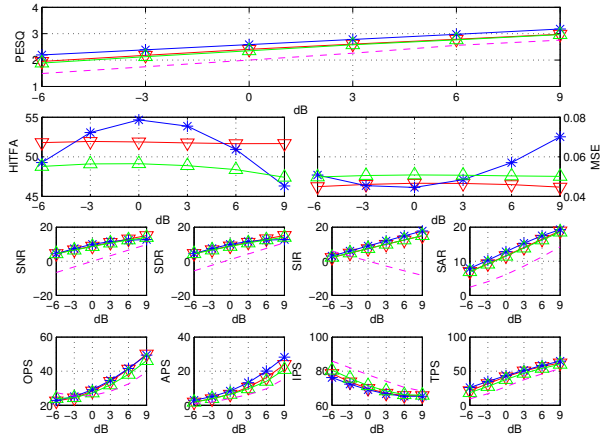 4
3
2
1
PESQ
−6 −3 0 3 6 9
dB
55
50
45
HITFA
−6 −3 0 3 6 9
dB
0.08
0.06
0.04
MSE
−6 −3 0 3 6 9
dB
20
0
−20
SNR
−6 −3 0 3 6 9
dB
20
0
−20
SDR
−6 −3 0 3 6 9
dB
20
0
−20
SIR
−6 −3 0 3 6 9
dB
20
10
0
SAR
−6 −3 0 3 6 9
dB
60
40
20
OPS
−6 −3 0 3 6 9
dB
40
20
0
APS
−6 −3 0 3 6 9
dB
100
80
60
IPS
−6 −3 0 3 6 9
dB
100
50
0
TPS
−6 −3 0 3 6 9
dB